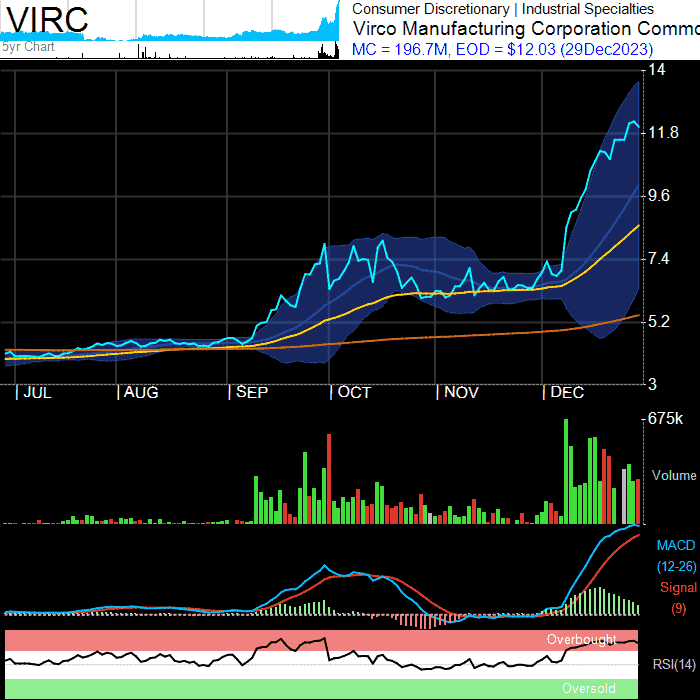 VIRC
5yr Chart
Consumer Discretionary | Industrial Specialties
Virco Manufacturing Corporation Commo
MC = 196.7M, EOD = $12.03 (29Dec2023)
14
11.8
9.6
7.4
5.2
3
| JUL | AUG | SEP | OCT | NOV | DEC
675k
Volume
MACD
(12-26)
Signal
(9)
Overbought
RSI(14)
Oversold